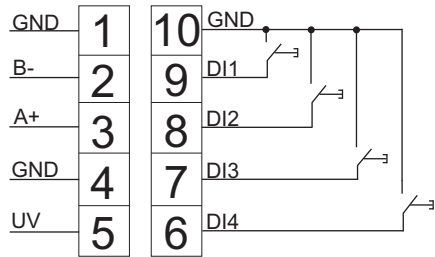 GND 1 10 GND
B- 2 9 DI1
A+ 3 8 DI2
GND 4 7 DI3
UV 5 6 DI4